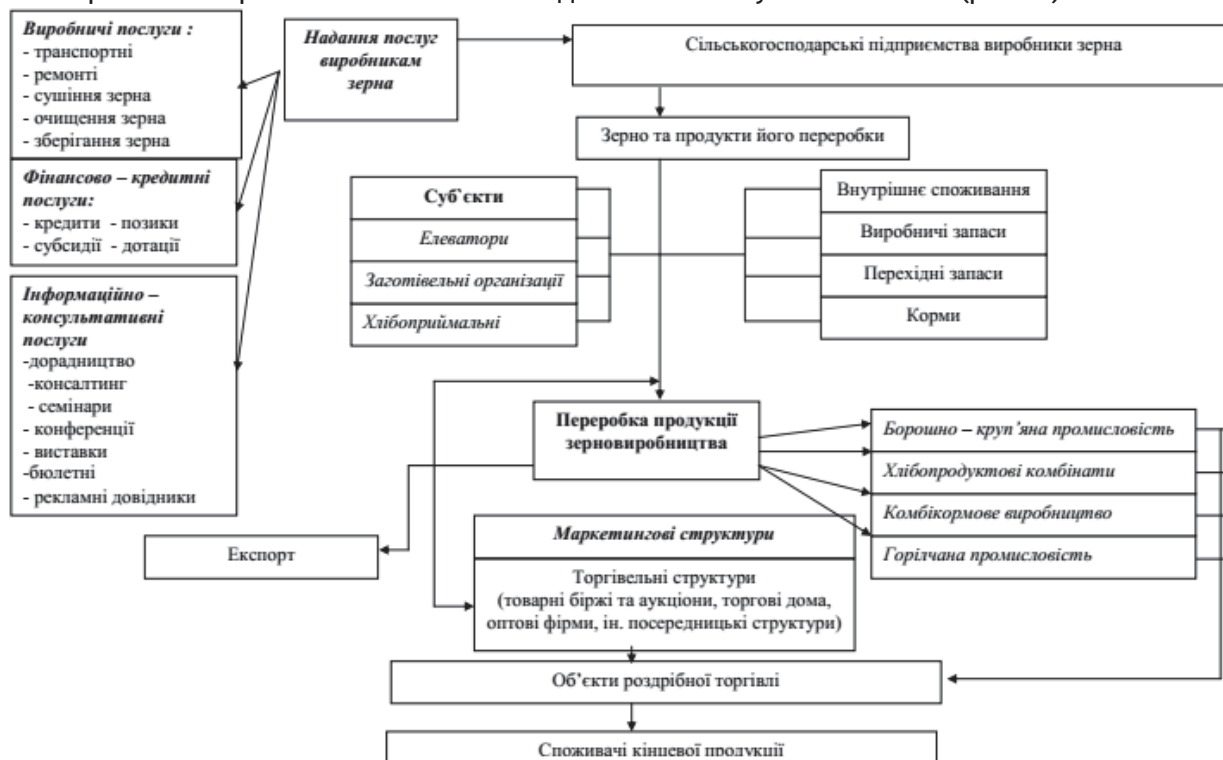 Виробничі послуги :
- транспортні
- ремонті
- сушіння зерна
- очищення зерна
- зберігання зерна
Фінансово – кредитні
послуги:
- кредити - позики
- субсидії - дотації
Інформаційно –
консультативні
послуги
-дорадництво
-консалтинг
- семінари
- конференції
- виставки
-бюлетні
- рекламні довідники
Надання послуг
виробникам
зерна
Сільськогосподарські підприємства виробники зерна
Зерно та продукти його переробки
Суб`єкти
Елеватори
Заготівельні організації
Хлібоприймальні
Внутрішнє споживання
Виробничі запаси
Перехідні запаси
Корми
Переробка продукції
зерновиробництва
Борошно – круп’яна промисловість
Хлібопродуктові комбінати
Комбікормове виробництво
Горілчана промисловість
Експорт
Маркетингові структури
Торгівельні структури
(товарні біржі та аукціони, торгові дома,
оптові фірми, ін. посередницькі структури)
Об’єкти роздрібної торгівлі
Споживачі кінцевої продукції